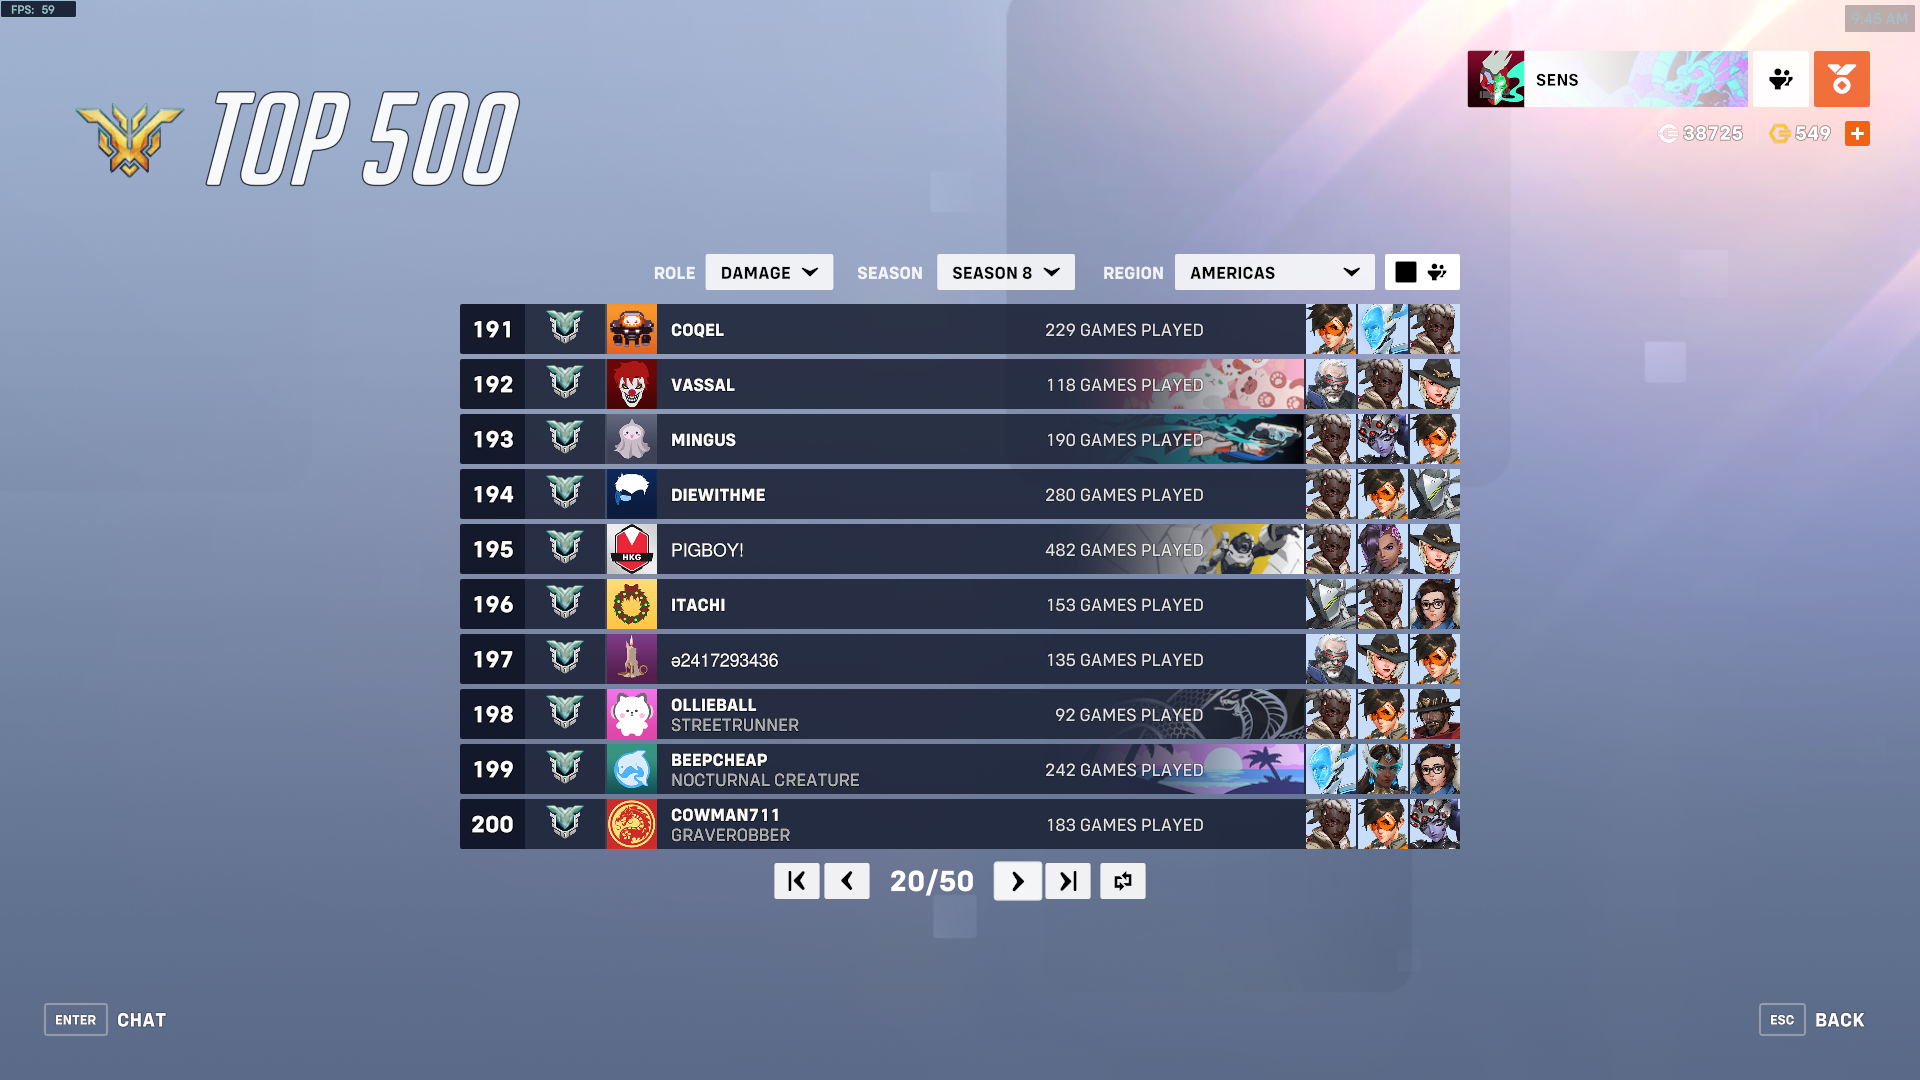 FPS: 59
9:45 AM
TOP 500
SENS
38725
549
ROLE
DAMAGE
SEASON
SEASON 8
REGION
AMERICAS
191 COQEL 229 GAMES PLAYED
192 VASSAL 118 GAMES PLAYED
193 MINGUS 190 GAMES PLAYED
194 DIEWITHME 280 GAMES PLAYED
195 HKG PIGBOY! 482 GAMES PLAYED
196 ITACHI 153 GAMES PLAYED
197 ə2417293436 135 GAMES PLAYED
198 OLLIEBALL 92 GAMES PLAYED
STREETRUNNER
199 BEEPCHEAP 242 GAMES PLAYED
NOCTURNAL CREATURE
200 COWMAN711 183 GAMES PLAYED
GRAVEROBBER
20/50
ENTER CHAT
ESC BACK